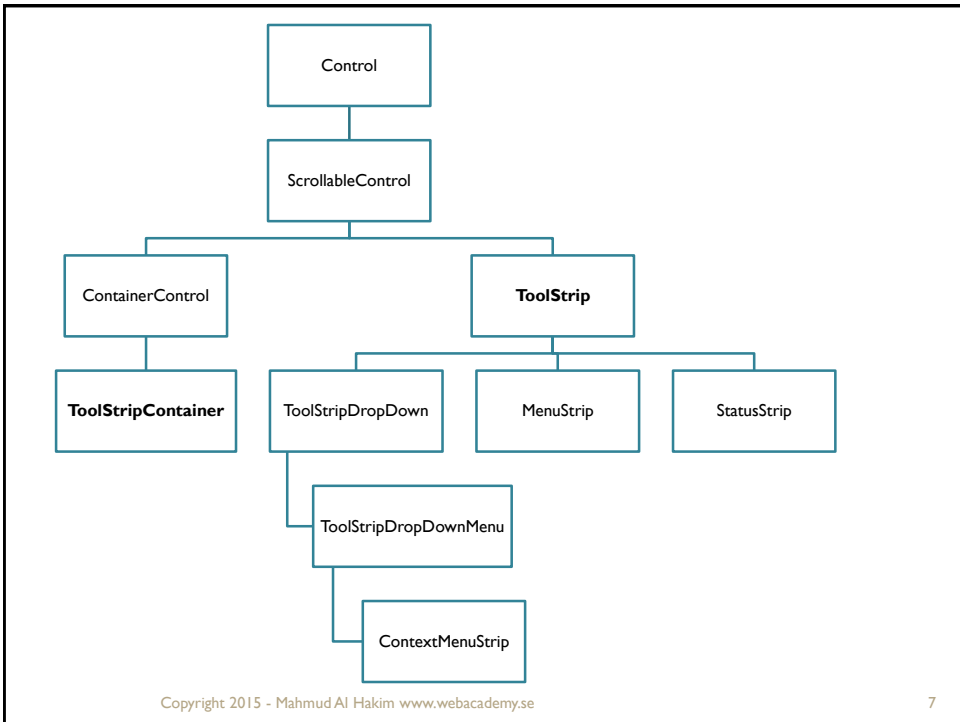 Control
ScrollableControl
ContainerControl
ToolStrip
ToolStripContainer
ToolStripDropDown
MenuStrip
StatusStrip
ToolStripDropDownMenu
ContextMenuStrip
Copyright 2015 - Mahmud Al Hakim www.webacademy.se
7